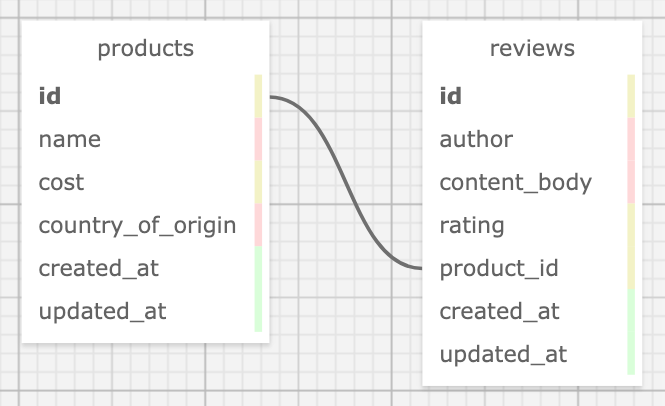 products
id
name
cost
country_of_origin
created_at
updated_at
reviews
id
author
content_body
rating
product_id
created_at
updated_at